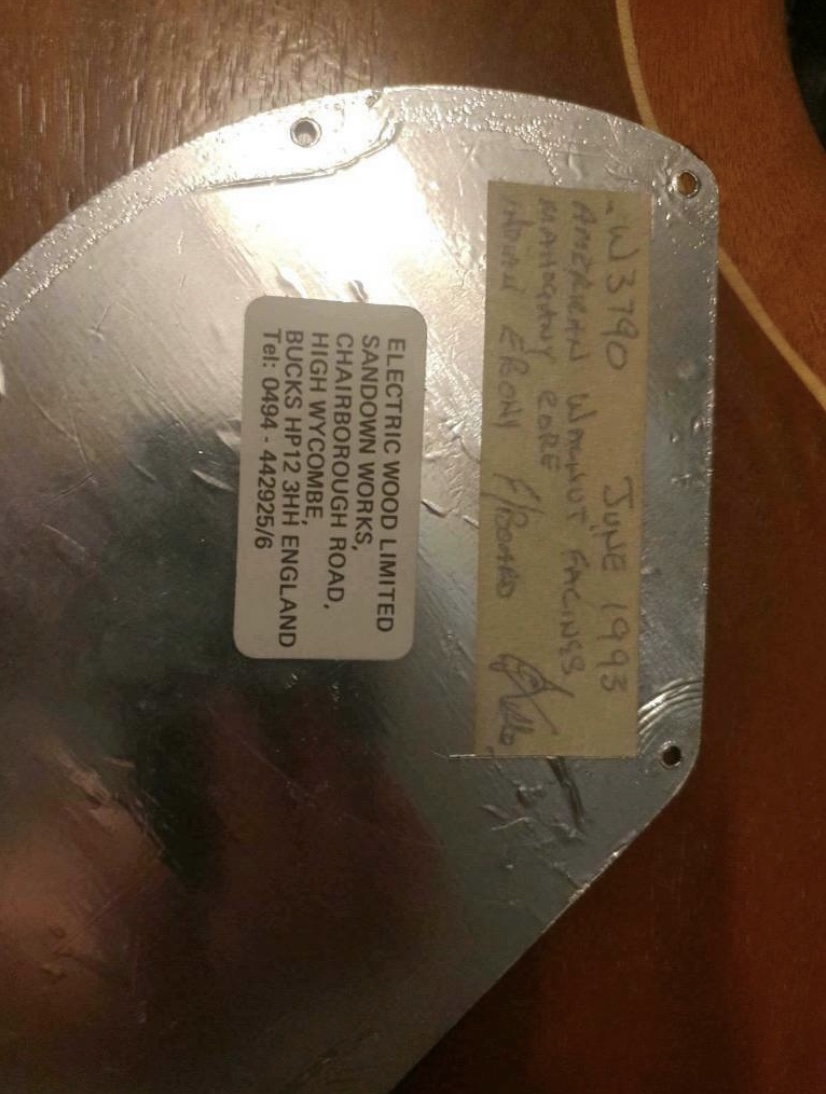 W3790 JUNE 1993
AMERICAN WALNUT FACINGS
MAHOGANY CORE
INDIAN EBONY F/BOARD
ELECTRIC WOOD LIMITED
SANDOWN WORKS,
CHAIRBOROUGH ROAD,
HIGH WYCOMBE,
BUCKS HP12 3HH ENGLAND
Tel: 0494 - 442925/6